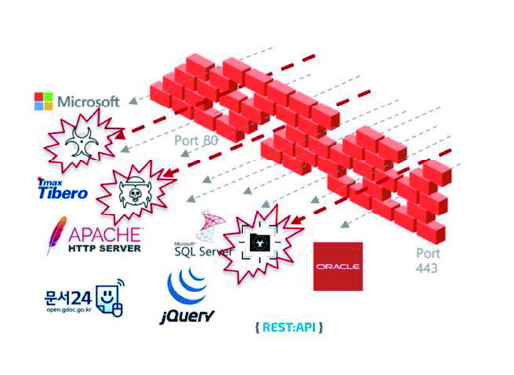 Microsoft
Port 80
Tmax
Tibero
APACHE
HTTP SERVER
Microsoft
SQL Server
Port
443
ORACLE
문서24
open.gdoc.go.kr
jQuery
{ REST:API }